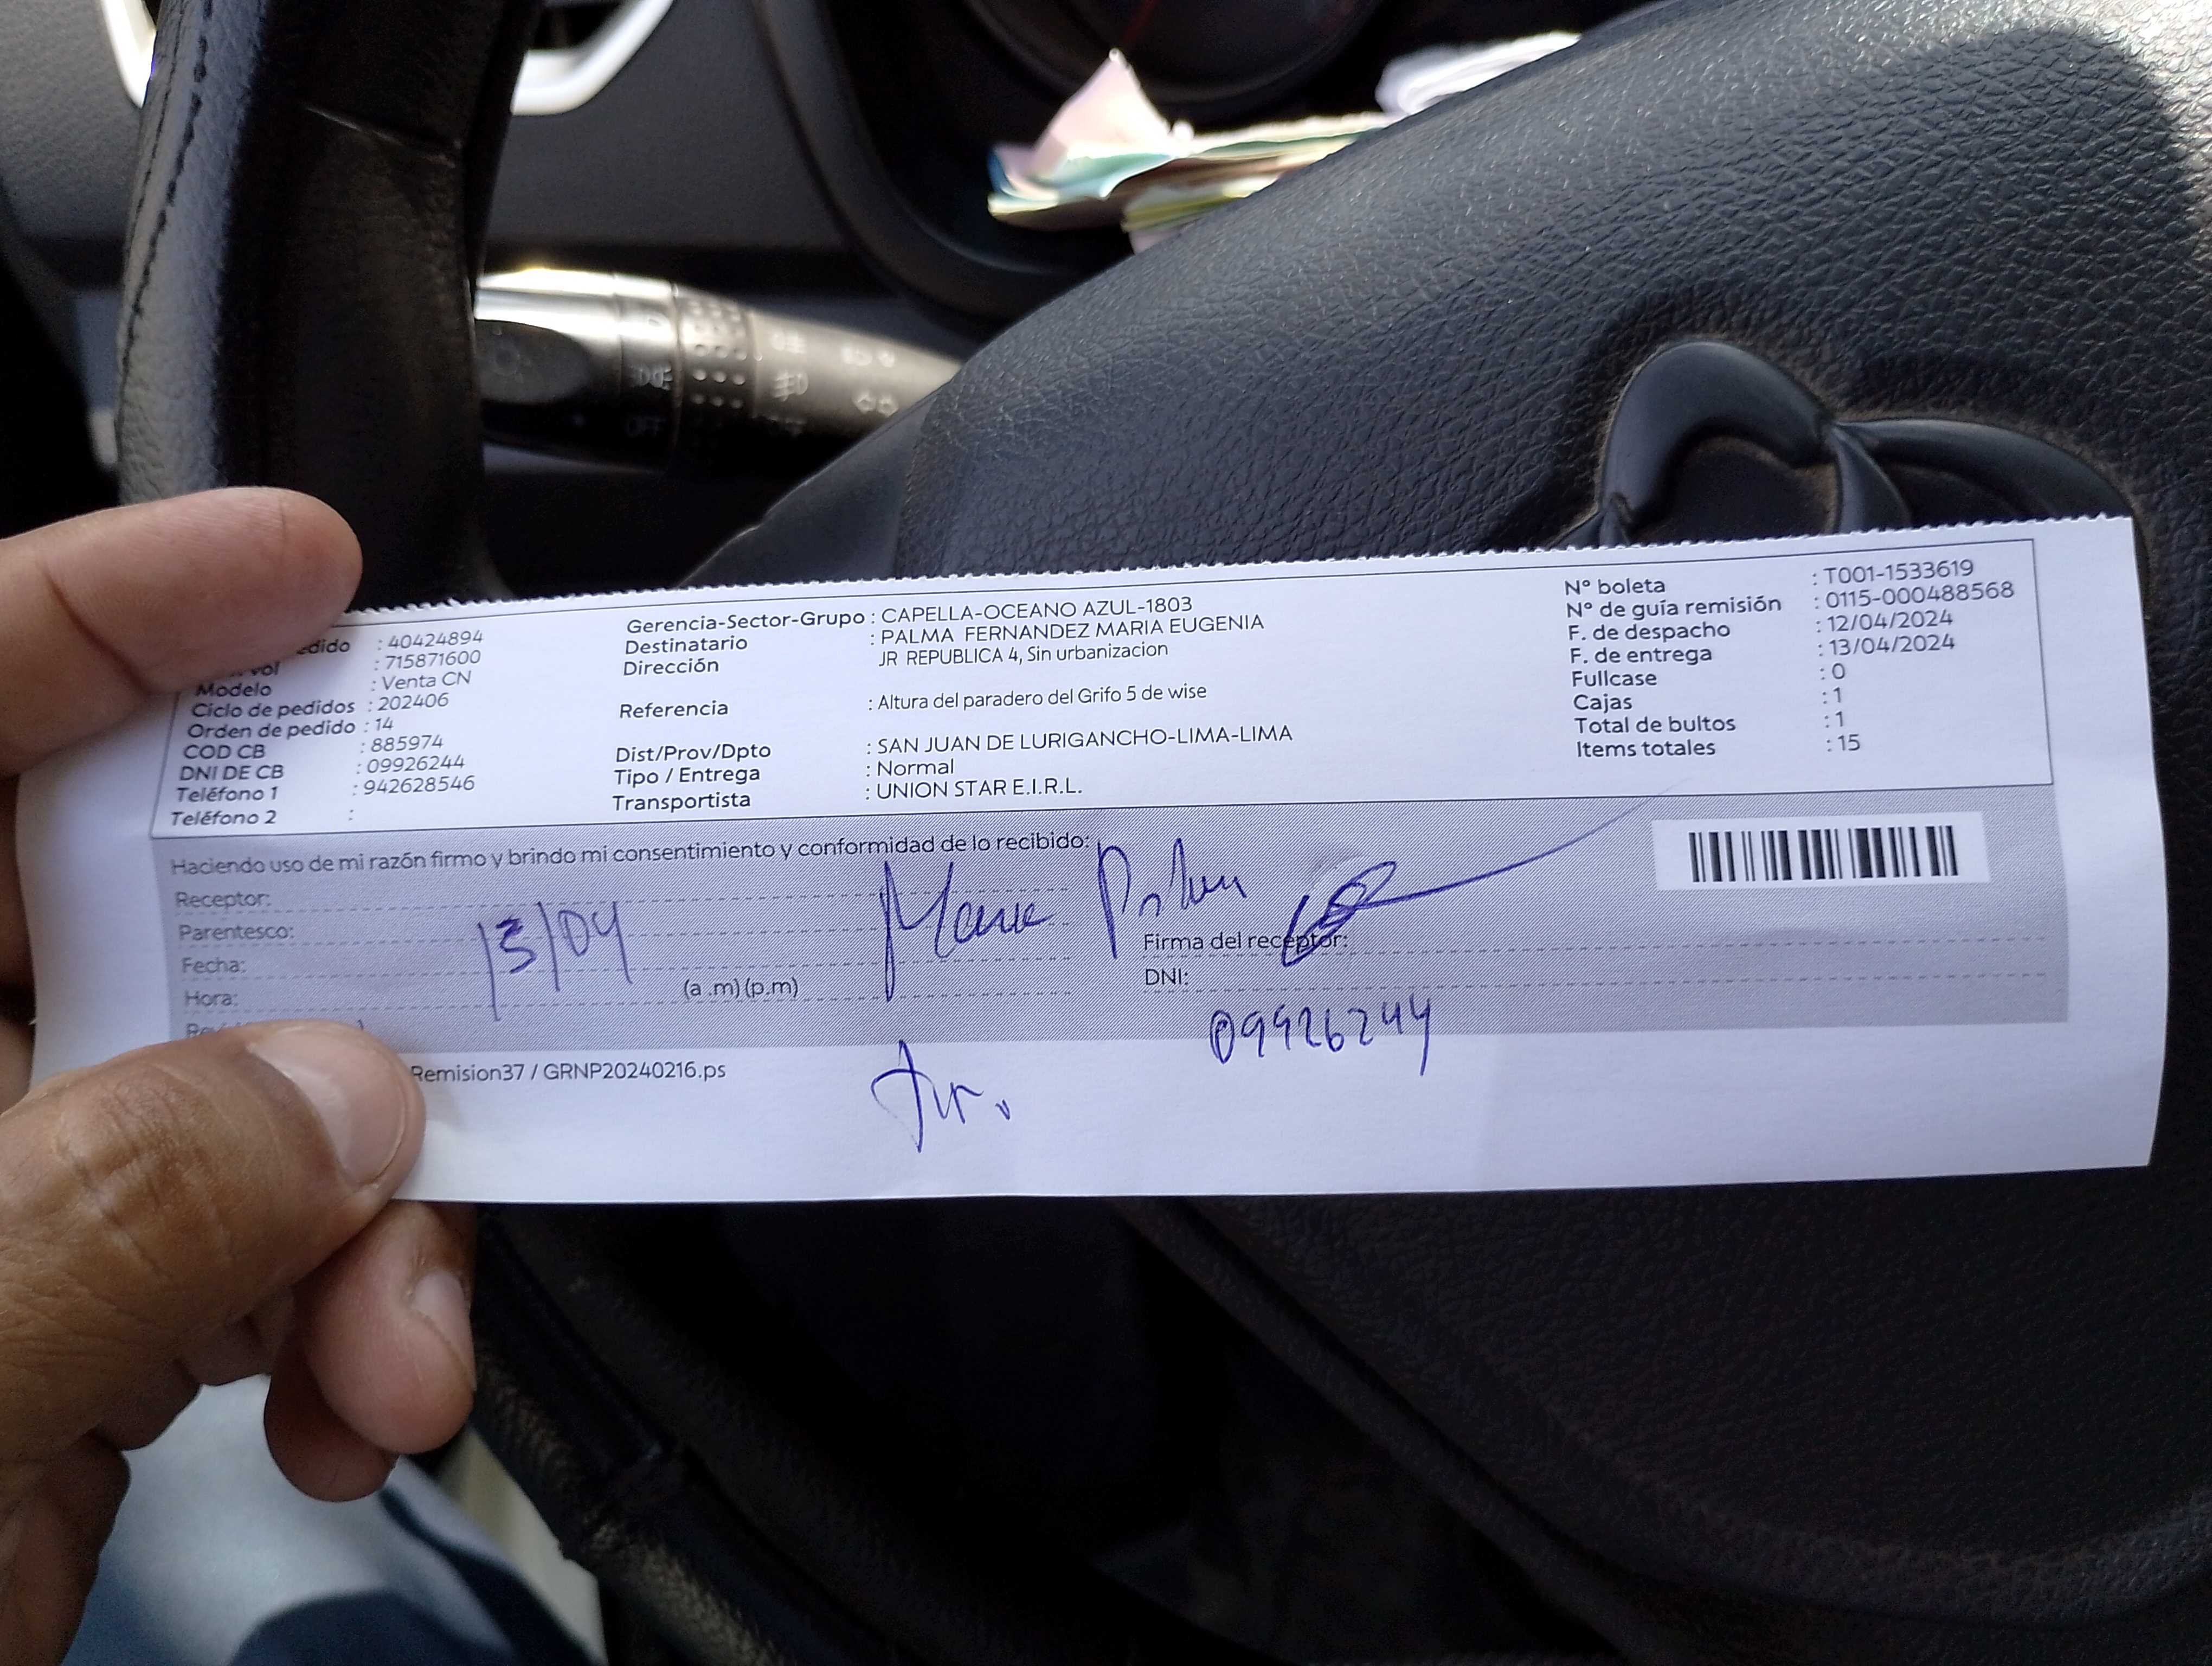 edido : 40424894
vol : 715871600
Modelo : Venta CN
Ciclo de pedidos : 202406
Orden de pedido : 14
COD CB : 885974
DNI DE CB : 09926244
Teléfono 1 : 942628546
Teléfono 2 :
Gerencia-Sector-Grupo : CAPELLA-OCEANO AZUL-1803
Destinatario : PALMA FERNANDEZ MARIA EUGENIA
Dirección JR REPUBLICA 4, Sin urbanizacion
Referencia : Altura del paradero del Grifo 5 de wise
Dist/Prov/Dpto : SAN JUAN DE LURIGANCHO-LIMA-LIMA
Tipo / Entrega : Normal
Transportista : UNION STAR E.I.R.L.
N° boleta : T001-1533619
N° de guía remisión : 0115-000488568
F. de despacho : 12/04/2024
F. de entrega : 13/04/2024
Fullcase : 0
Cajas : 1
Total de bultos : 1
Items totales : 15
Haciendo uso de mi razón firmo y brindo mi consentimiento y conformidad de lo recibido:
Receptor:
Parentesco:
Fecha: 13/04
Hora: (a .m) (p.m)
Firma del receptor:
DNI:
09926244
Remision37 / GRNP20240216.ps
OFF